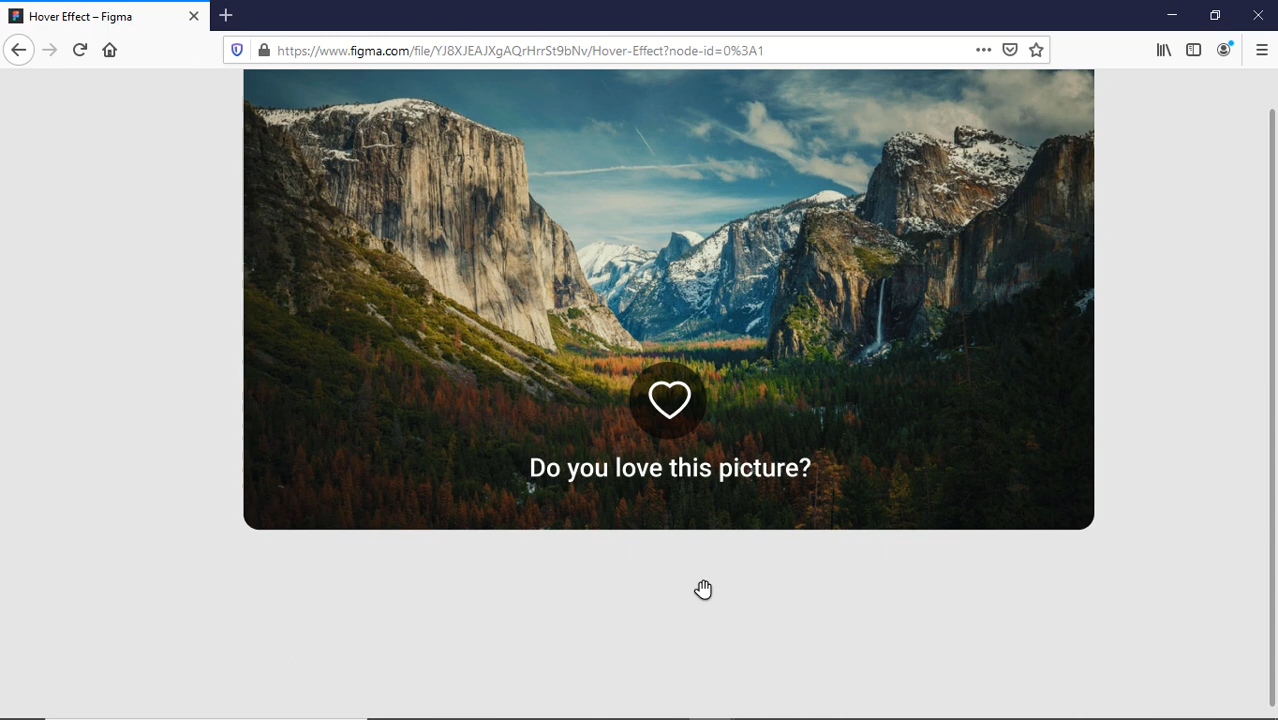 Hover Effect – Figma
https://www.figma.com/file/YJ8XJEAJXgAQrHrrSt9bNv/Hover-Effect?node-id=0%3A1
Do you love this picture?